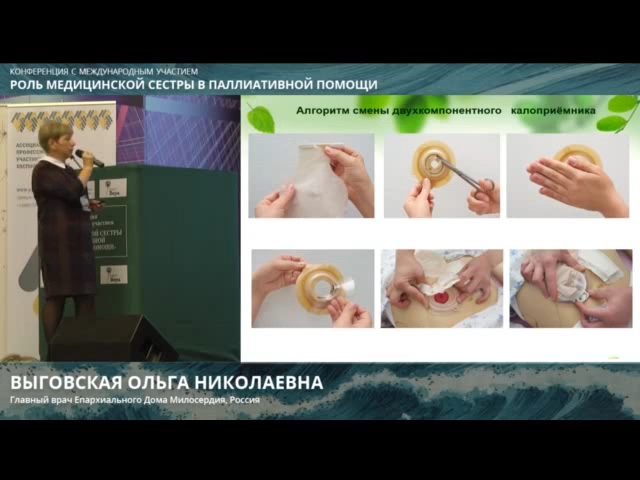 КОНФЕРЕНЦИЯ С МЕЖДУНАРОДНЫМ УЧАСТИЕМ
РОЛЬ МЕДИЦИНСКОЙ СЕСТРЫ В ПАЛЛИАТИВНОЙ ПОМОЩИ
Алгоритм смены двухкомпонентного калоприёмника
ВЫГОВСКАЯ ОЛЬГА НИКОЛАЕВНА
Главный врач Епархиального Дома Милосердия, Россия